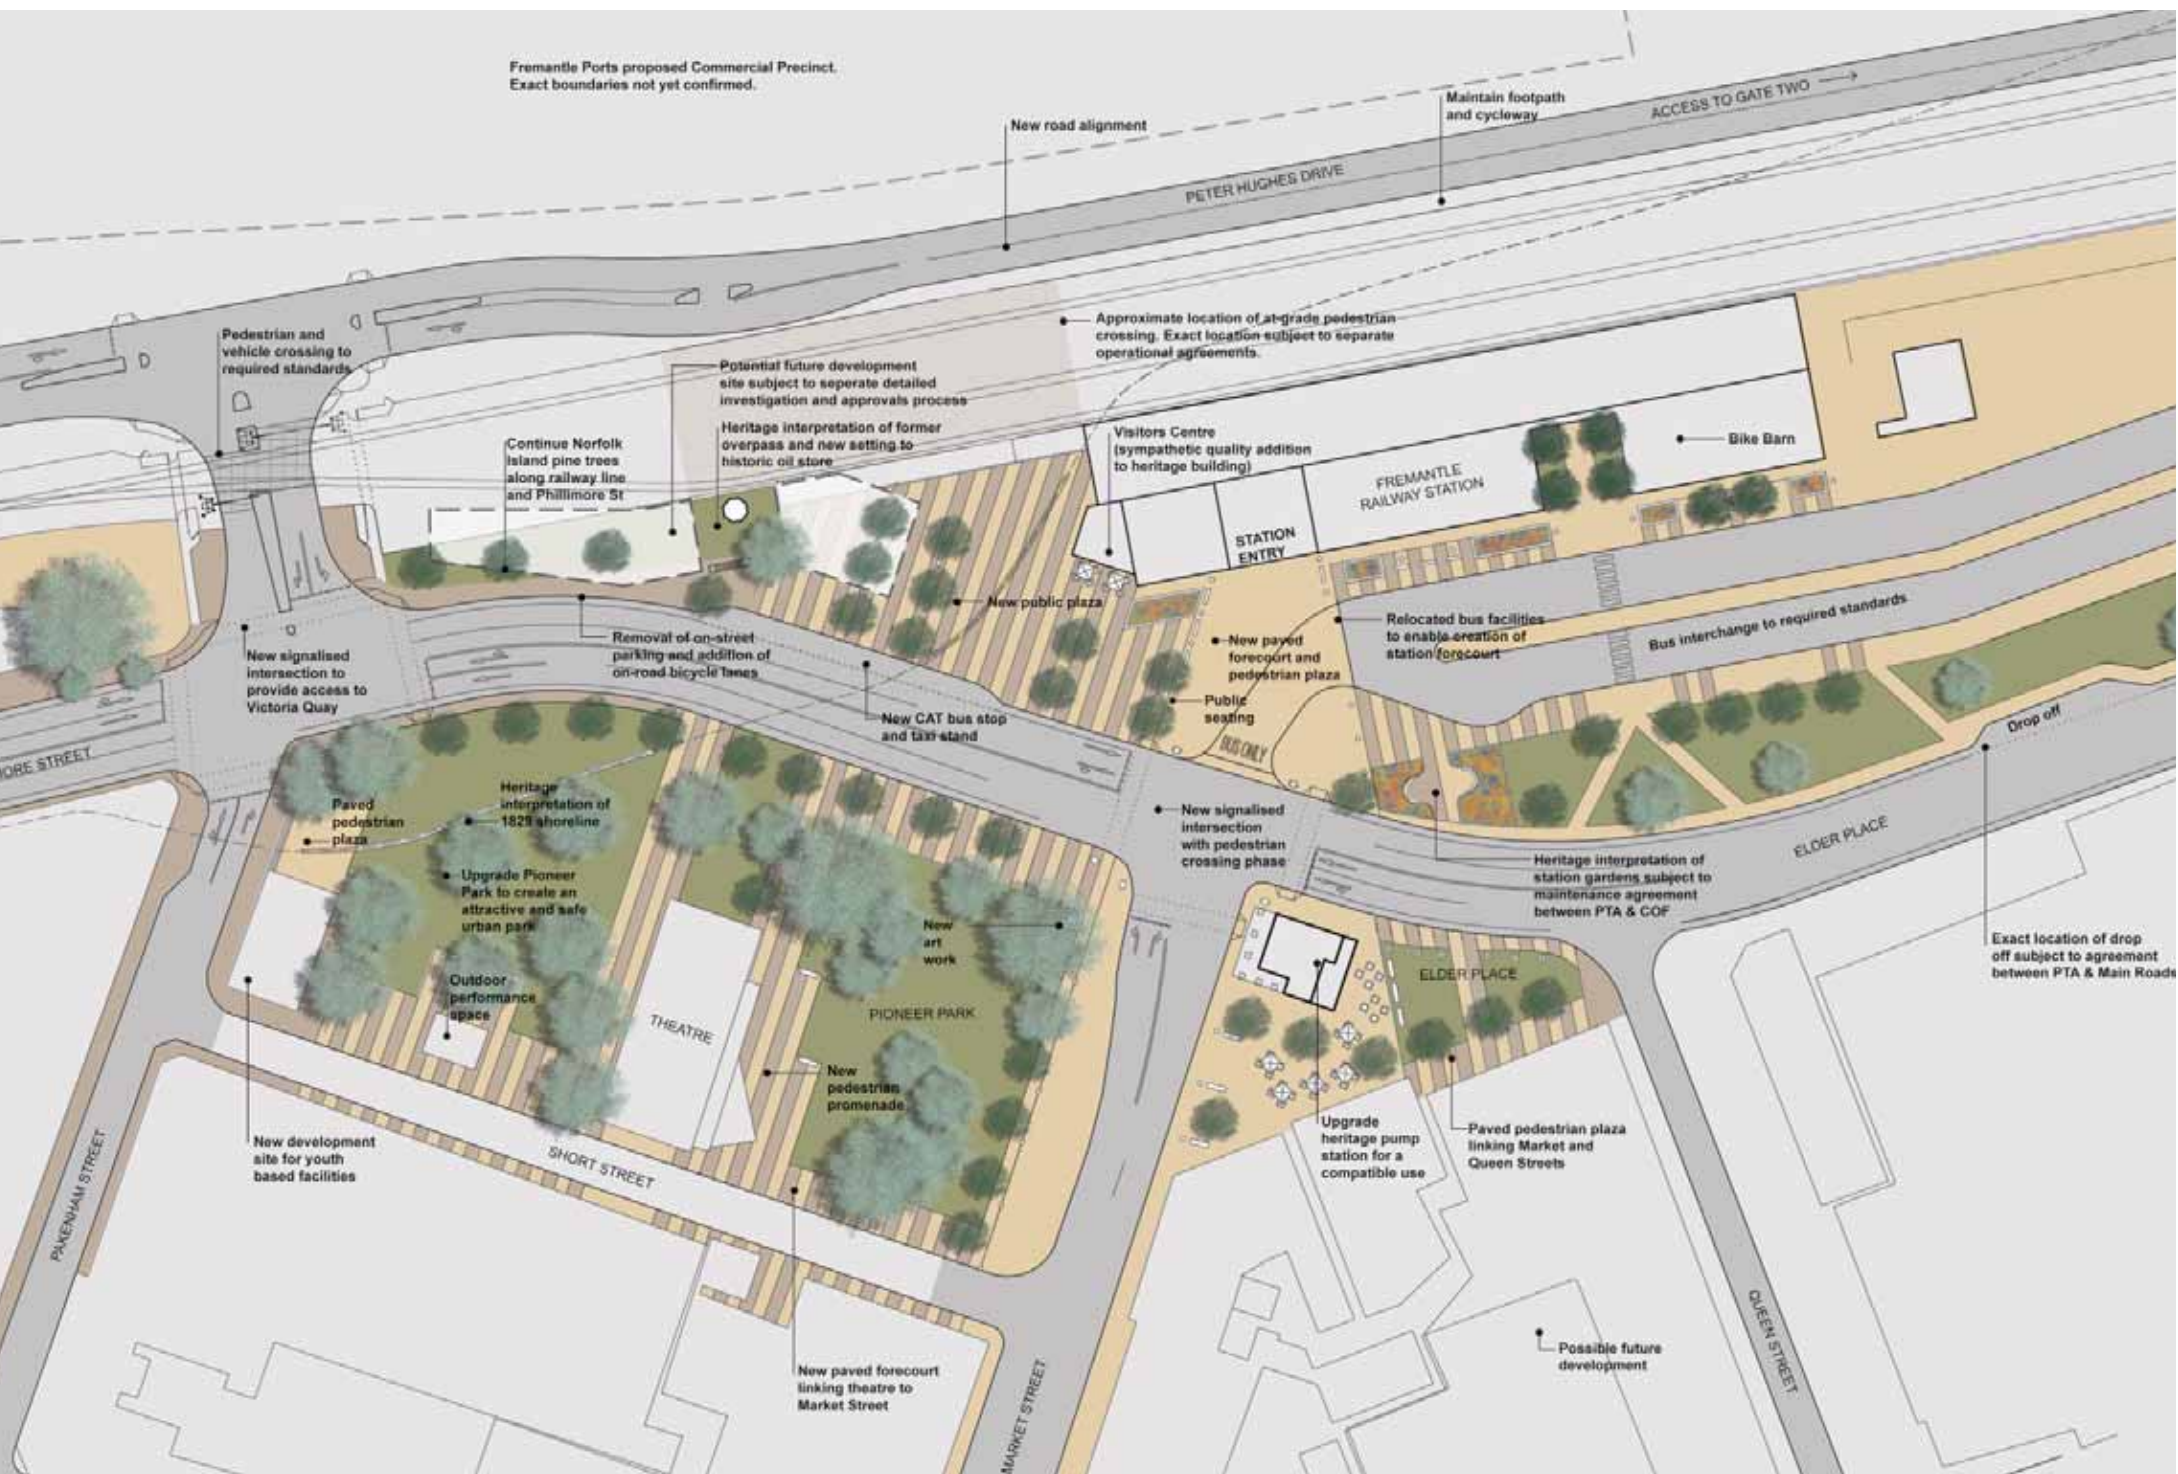 Fremantle Ports proposed Commercial Precinct.
Exact boundaries not yet confirmed.
New road alignment
Maintain footpath
and cycleway
ACCESS TO GATE TWO
PETER HUGHES DRIVE
Pedestrian and
vehicle crossing to
required standards
Approximate location of at-grade pedestrian
crossing. Exact location subject to separate
operational agreements.
Potential future development
site subject to seperate detailed
investigation and approvals process
Heritage interpretation of former
overpass and new setting to
historic oil store
Continue Norfolk
Island pine trees
along railway line
and Phillimore St
Visitors Centre
(sympathetic quality addition
to heritage building)
FREMANTLE
RAILWAY STATION
Bike Barn
STATION
ENTRY
New public plaza
Removal of on-street
parking and addition of
on-road bicycle lanes
New signalised
intersection to
provide access to
Victoria Quay
New paved
forecourt and
pedestrian plaza
Relocated bus facilities
to enable creation of
station forecourt
Bus interchange to required standards
Public
seating
New CAT bus stop
and taxi stand
BUS ONLY
Drop off
ORE STREET
Paved
pedestrian
plaza
Heritage
interpretation of
1829 shoreline
New signalised
intersection
with pedestrian
crossing phase
ELDER PLACE
Upgrade Pioneer
Park to create an
attractive and safe
urban park
Heritage interpretation of
station gardens subject to
maintenance agreement
between PTA & COF
New
art
work
Exact location of drop
off subject to agreement
between PTA & Main Roads
Outdoor
performance
space
ELDER PLACE
THEATRE
PIONEER PARK
New
pedestrian
promenade
Upgrade
heritage pump
station for a
compatible use
Paved pedestrian plaza
linking Market and
Queen Streets
New development
site for youth
based facilities
SHORT STREET
PAKENHAM STREET
New paved forecourt
linking theatre to
Market Street
MARKET STREET
Possible future
development
QUEEN STREET